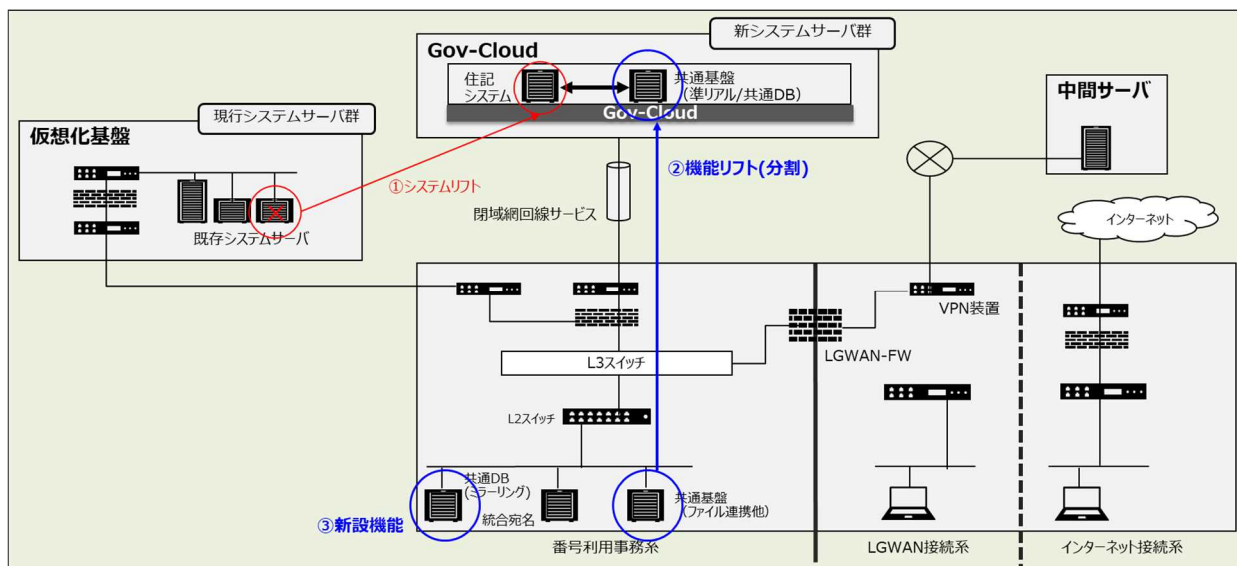 新システムサーバ群
Gov-Cloud
住記
システム
共通基盤
(準リアル/共通DB)
Gov-Cloud
中間サーバ
現行システムサーバ群
仮想化基盤
既存システムサーバ
①システムリフト
②機能リフト(分割)
閉域網回線サービス
インターネット
VPN装置
LGWAN-FW
L3スイッチ
L2スイッチ
共通DB
(ミラーリング)
統合宛名
共通基盤
(ファイル連携他)
③新設機能
番号利用事務系
LGWAN接続系
インターネット接続系